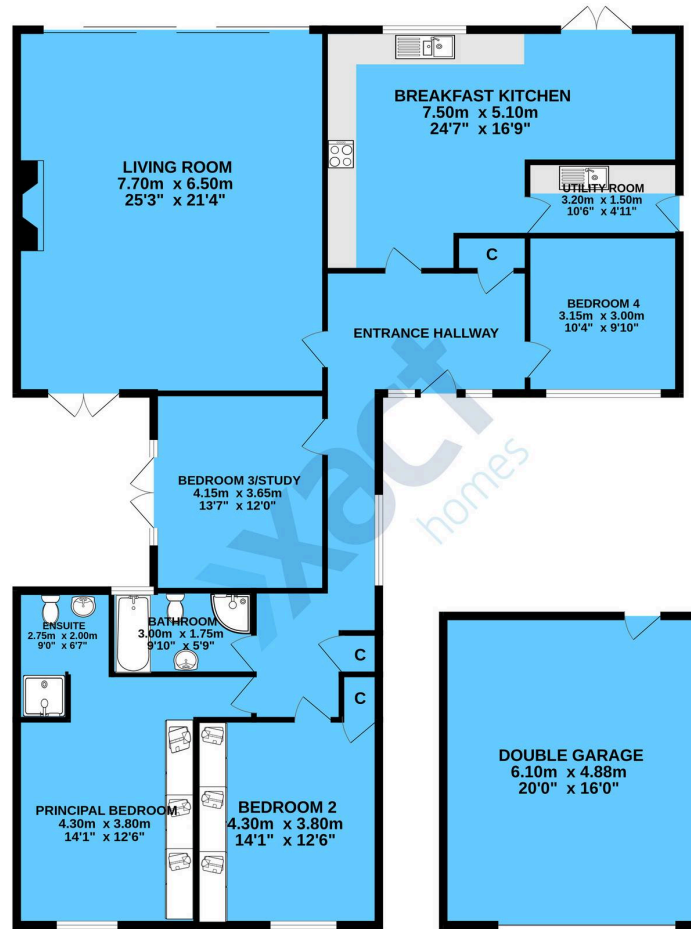 BREAKFAST KITCHEN
7.50m x 5.10m
24'7" x 16'9"
LIVING ROOM
7.70m x 6.50m
25'3" x 21'4"
UTILITY ROOM
3.20m x 1.50m
10'6" x 4'11"
C
BEDROOM 4
3.15m x 3.00m
10'4" x 9'10"
ENTRANCE HALLWAY
BEDROOM 3/STUDY
4.15m x 3.65m
13'7" x 12'0"
xact
homes
ENSUITE
2.75m x 2.00m
9'0" x 6'7"
BATHROOM
3.00m x 1.75m
9'10" x 5'9"
C
C
PRINCIPAL BEDROOM
4.30m x 3.80m
14'1" x 12'6"
BEDROOM 2
4.30m x 3.80m
14'1" x 12'6"
DOUBLE GARAGE
6.10m x 4.88m
20'0" x 16'0"